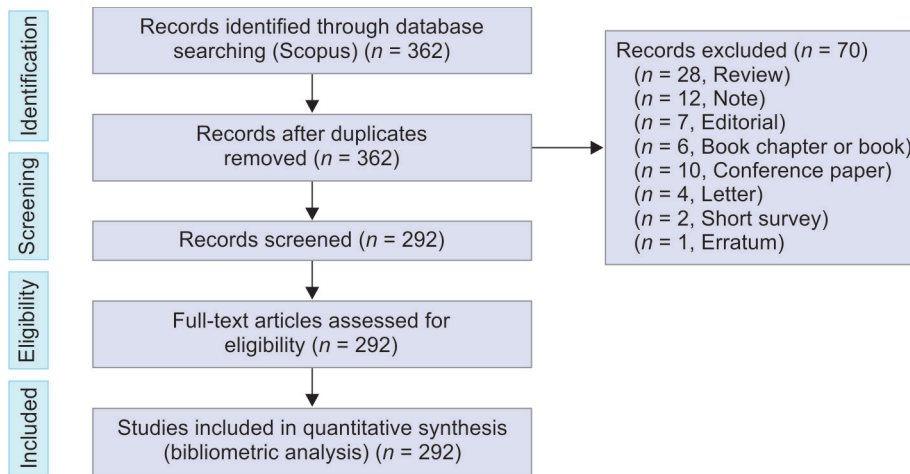 Identification
Screening
Eligibility
Included
Records identified through database
searching (Scopus) (n = 362)
Records after duplicates
removed (n = 362)
Records excluded (n = 70)
(n = 28, Review)
(n = 12, Note)
(n = 7, Editorial)
(n = 6, Book chapter or book)
(n = 10, Conference paper)
(n = 4, Letter)
(n = 2, Short survey)
(n = 1, Erratum)
Records screened (n = 292)
Full-text articles assessed for
eligibility (n = 292)
Studies included in quantitative synthesis
(bibliometric analysis) (n = 292)